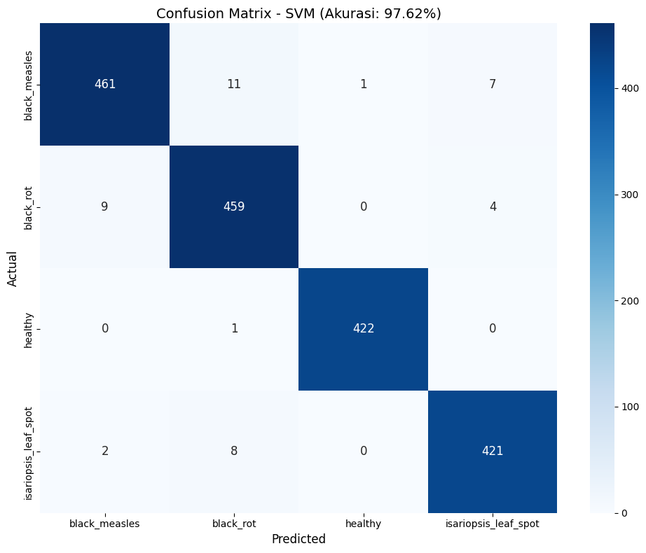 Confusion Matrix - SVM (Akurasi: 97.62%)
black_measles
461 11 1 7
black_rot
9 459 0 4
healthy
0 1 422 0
isariopsis_leaf_spot
2 8 0 421
Actual
black_measles black_rot healthy isariopsis_leaf_spot
Predicted
400
300
200
100
0